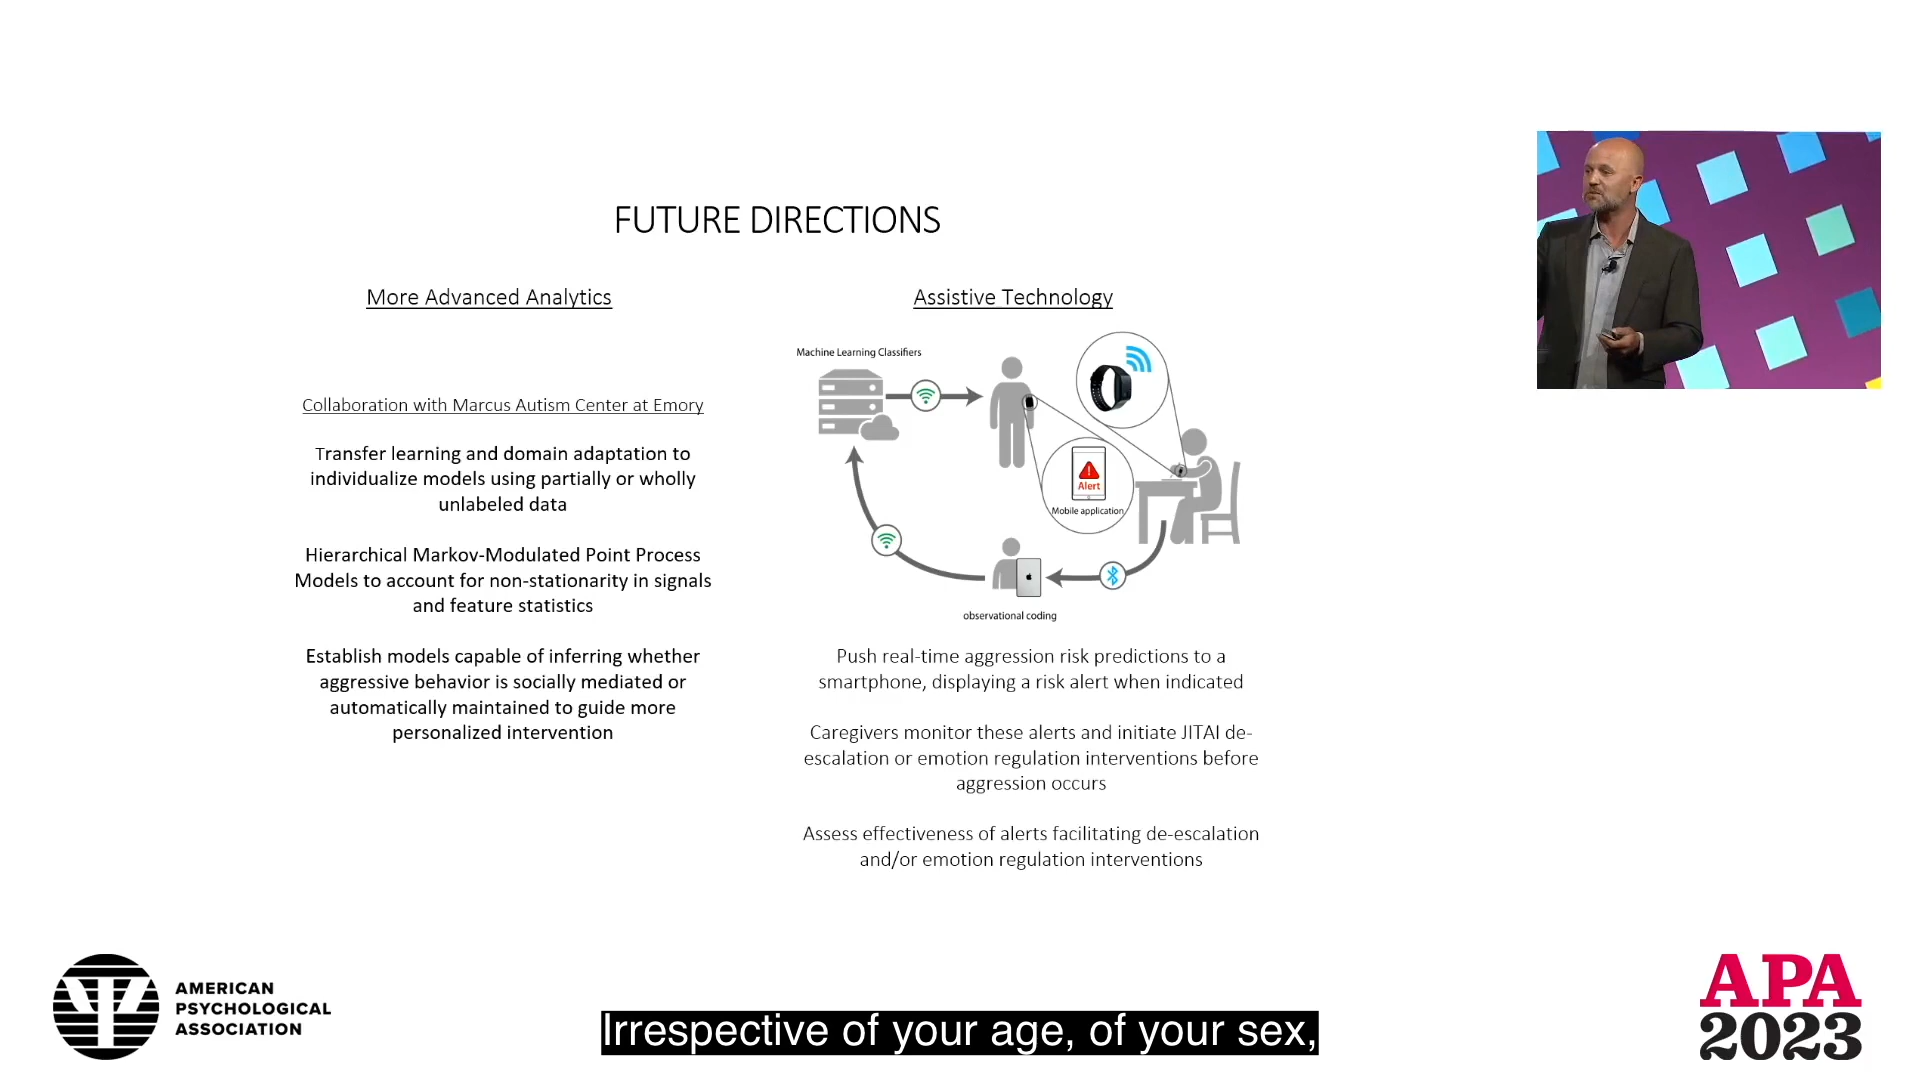 FUTURE DIRECTIONS
More Advanced Analytics
Collaboration with Marcus Autism Center at Emory
Transfer learning and domain adaptation to
individualize models using partially or wholly
unlabeled data
Hierarchical Markov-Modulated Point Process
Models to account for non-stationarity in signals
and feature statistics
Establish models capable of inferring whether
aggressive behavior is socially mediated or
automatically maintained to guide more
personalized intervention
Assistive Technology
Machine Learning Classifiers
Alert
Mobile application
observational coding
Push real-time aggression risk predictions to a
smartphone, displaying a risk alert when indicated
Caregivers monitor these alerts and initiate JITAI de-
escalation or emotion regulation interventions before
aggression occurs
Assess effectiveness of alerts facilitating de-escalation
and/or emotion regulation interventions
AMERICAN
PSYCHOLOGICAL
ASSOCIATION
Irrespective of your age, of your sex,
APA
2023